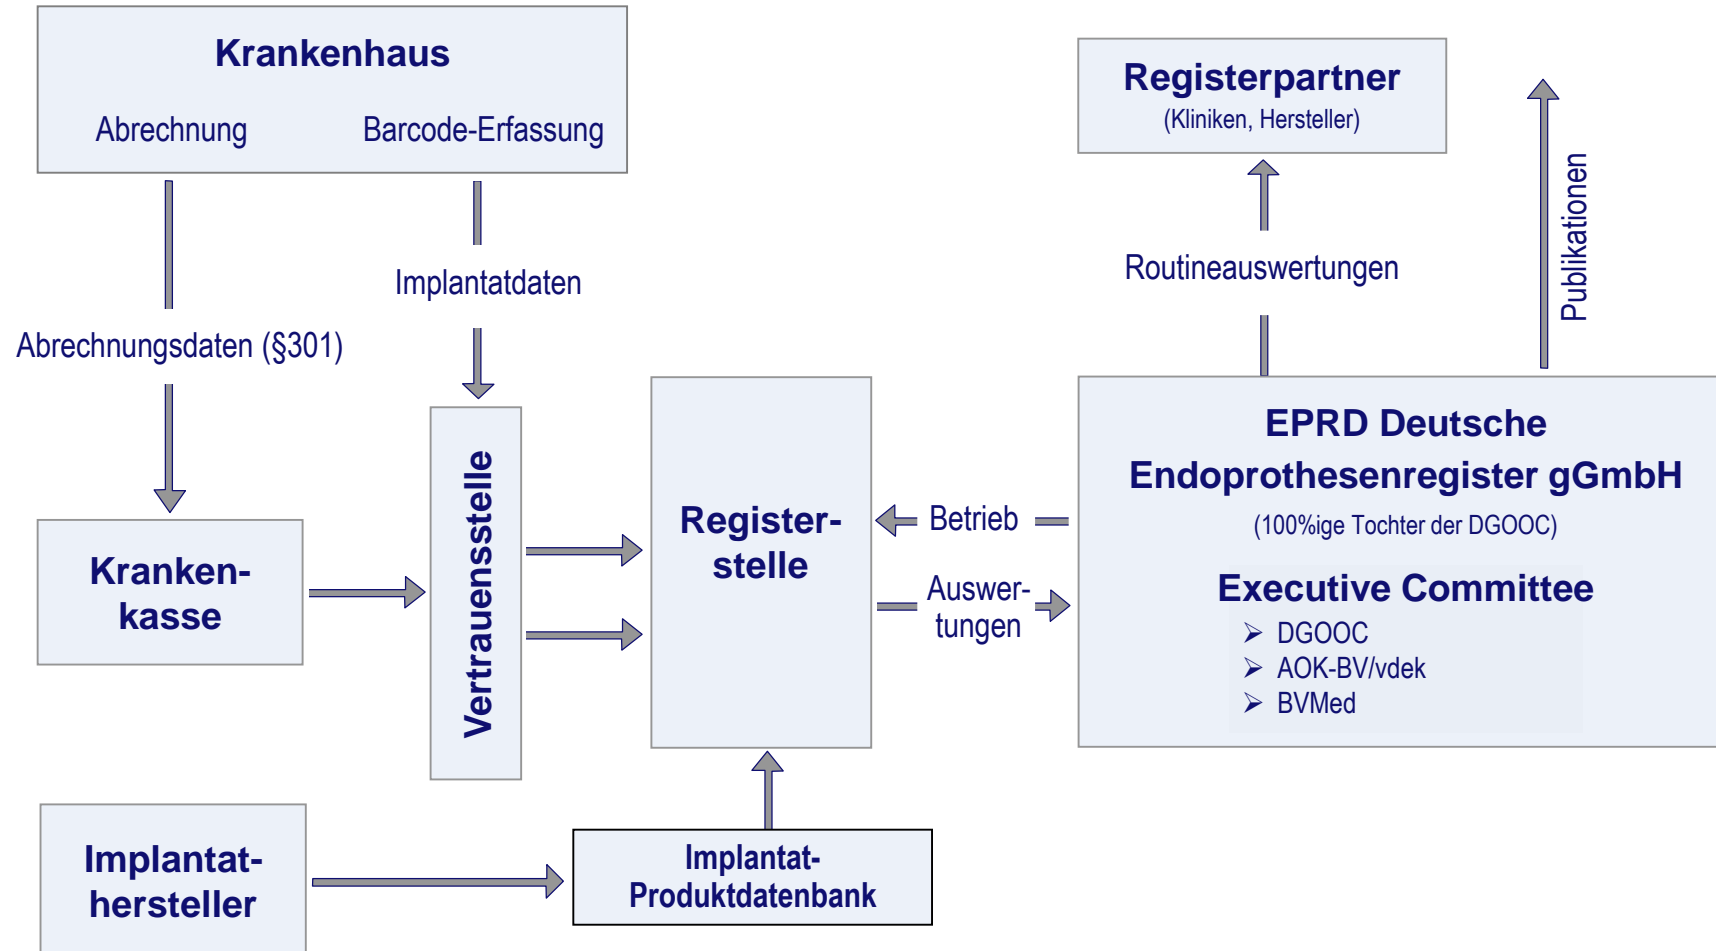 Krankenhaus
Abrechnung
Barcode-Erfassung
Registerpartner
(Kliniken, Hersteller)
Publikationen
Implantatdaten
Routineauswertungen
Abrechnungsdaten (§301)
Vertrauensstelle
Register-
stelle
Betrieb
Auswer-
tungen
EPRD Deutsche
Endoprothesenregister gGmbH
(100%ige Tochter der DGOOC)
Executive Committee
➢ DGOOC
➢ AOK-BV/vdek
➢ BVMed
Kranken-
kasse
Implantat-
hersteller
Implantat-
Produktdatenbank